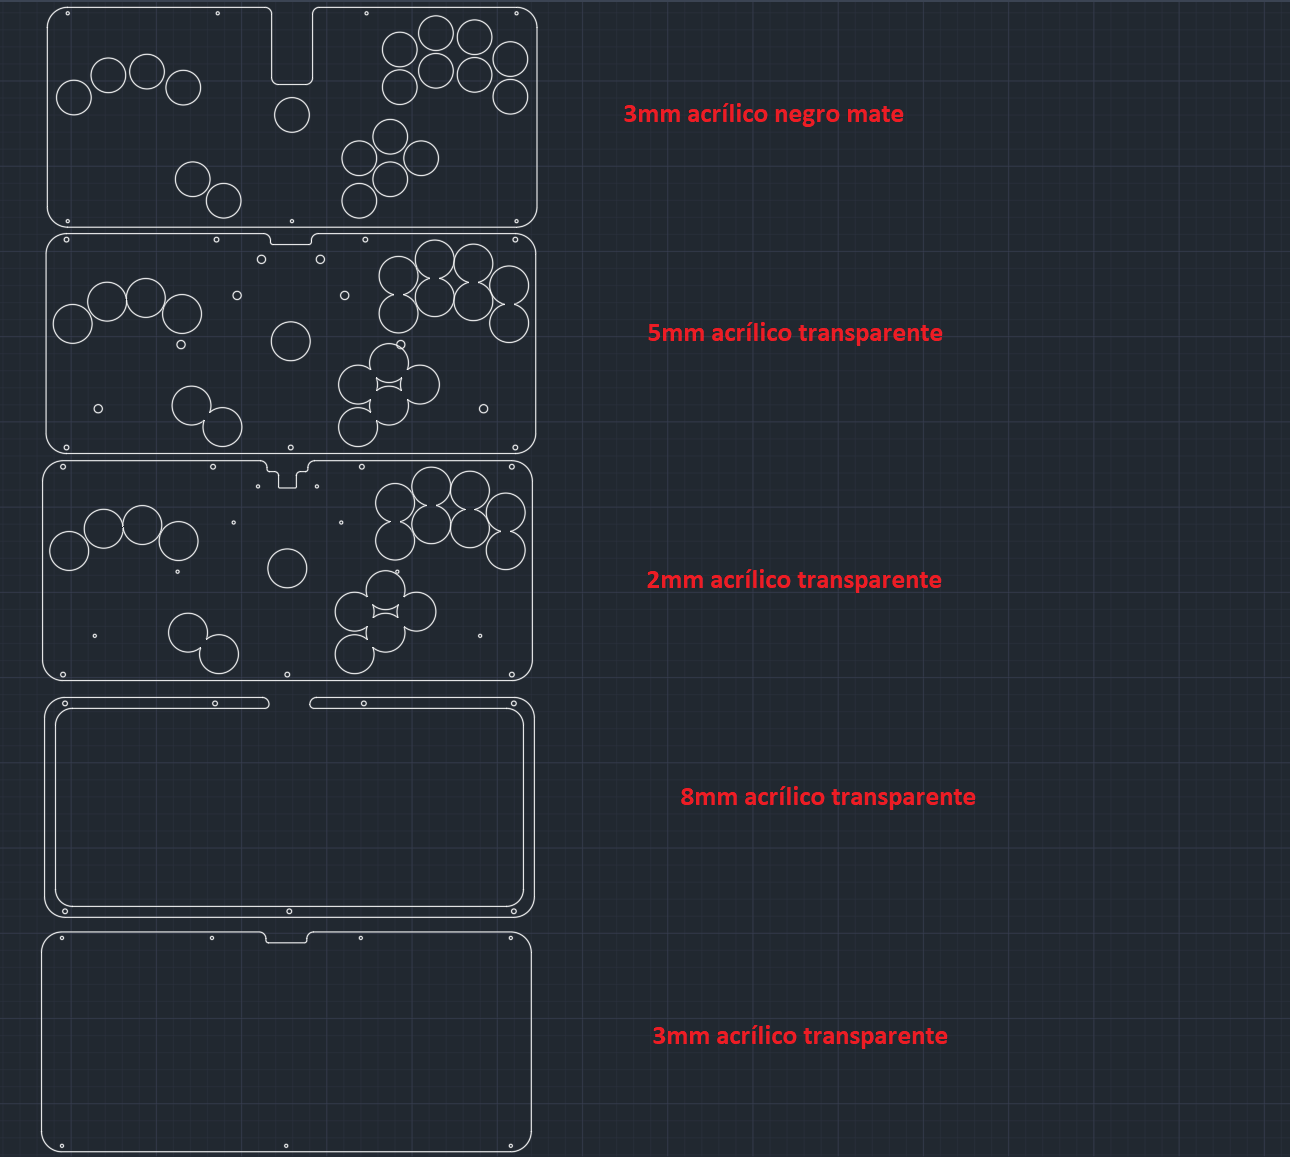 3mm acrílico negro mate
5mm acrílico transparente
2mm acrílico transparente
8mm acrílico transparente
3mm acrílico transparente